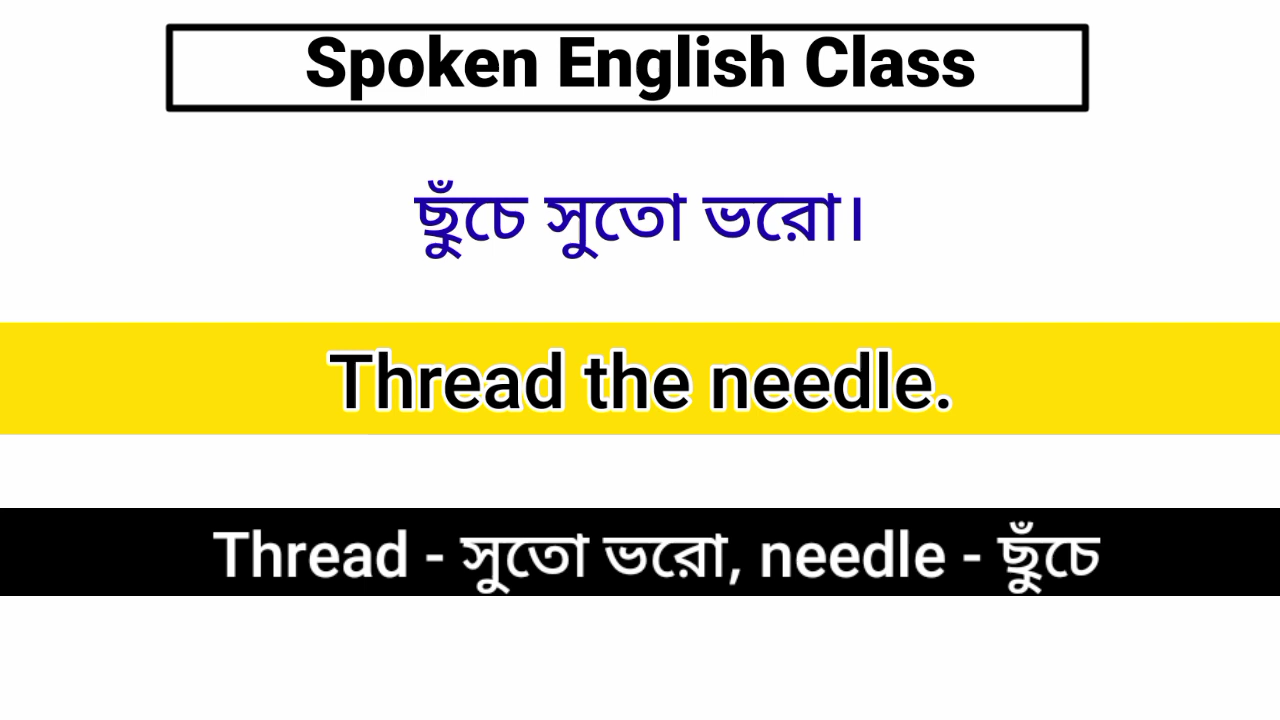 Spoken English Class
ছুঁচে সুতো ভরো।
Thread the needle.
Thread - সুতো ভরো, needle - ছুঁচে